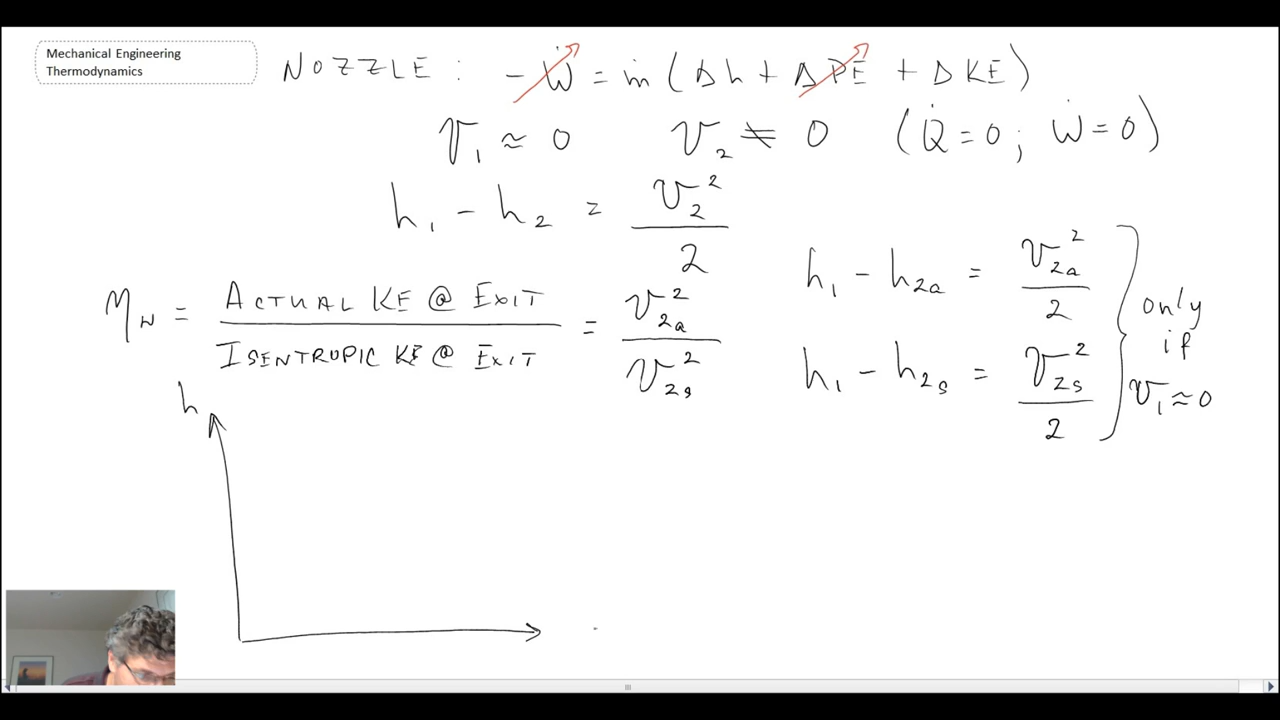 Mechanical Engineering
Thermodynamics
NOZZLE : - Ẇ = ṁ ( Δh + ΔPE + ΔKE )
V₁ ≈ 0 V₂ ≠ 0 ( Q̇ = 0 ; Ẇ = 0 )
h₁ - h₂ = V₂² / 2
h₁ - h₂ₐ = V₂ₐ² / 2
h₁ - h₂ₛ = V₂ₛ² / 2
only
if
V₁ ≈ 0
η_N = ACTUAL KE @ EXIT / ISENTROPIC KE @ EXIT = V₂ₐ² / V₂ₛ²
h